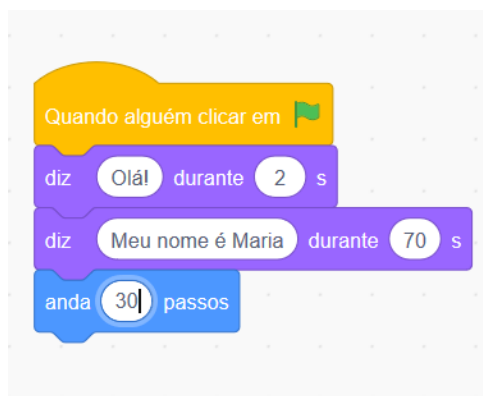 Quando alguém clicar em
diz Olá! durante 2 s
diz Meu nome é Maria durante 70 s
anda 30 passos